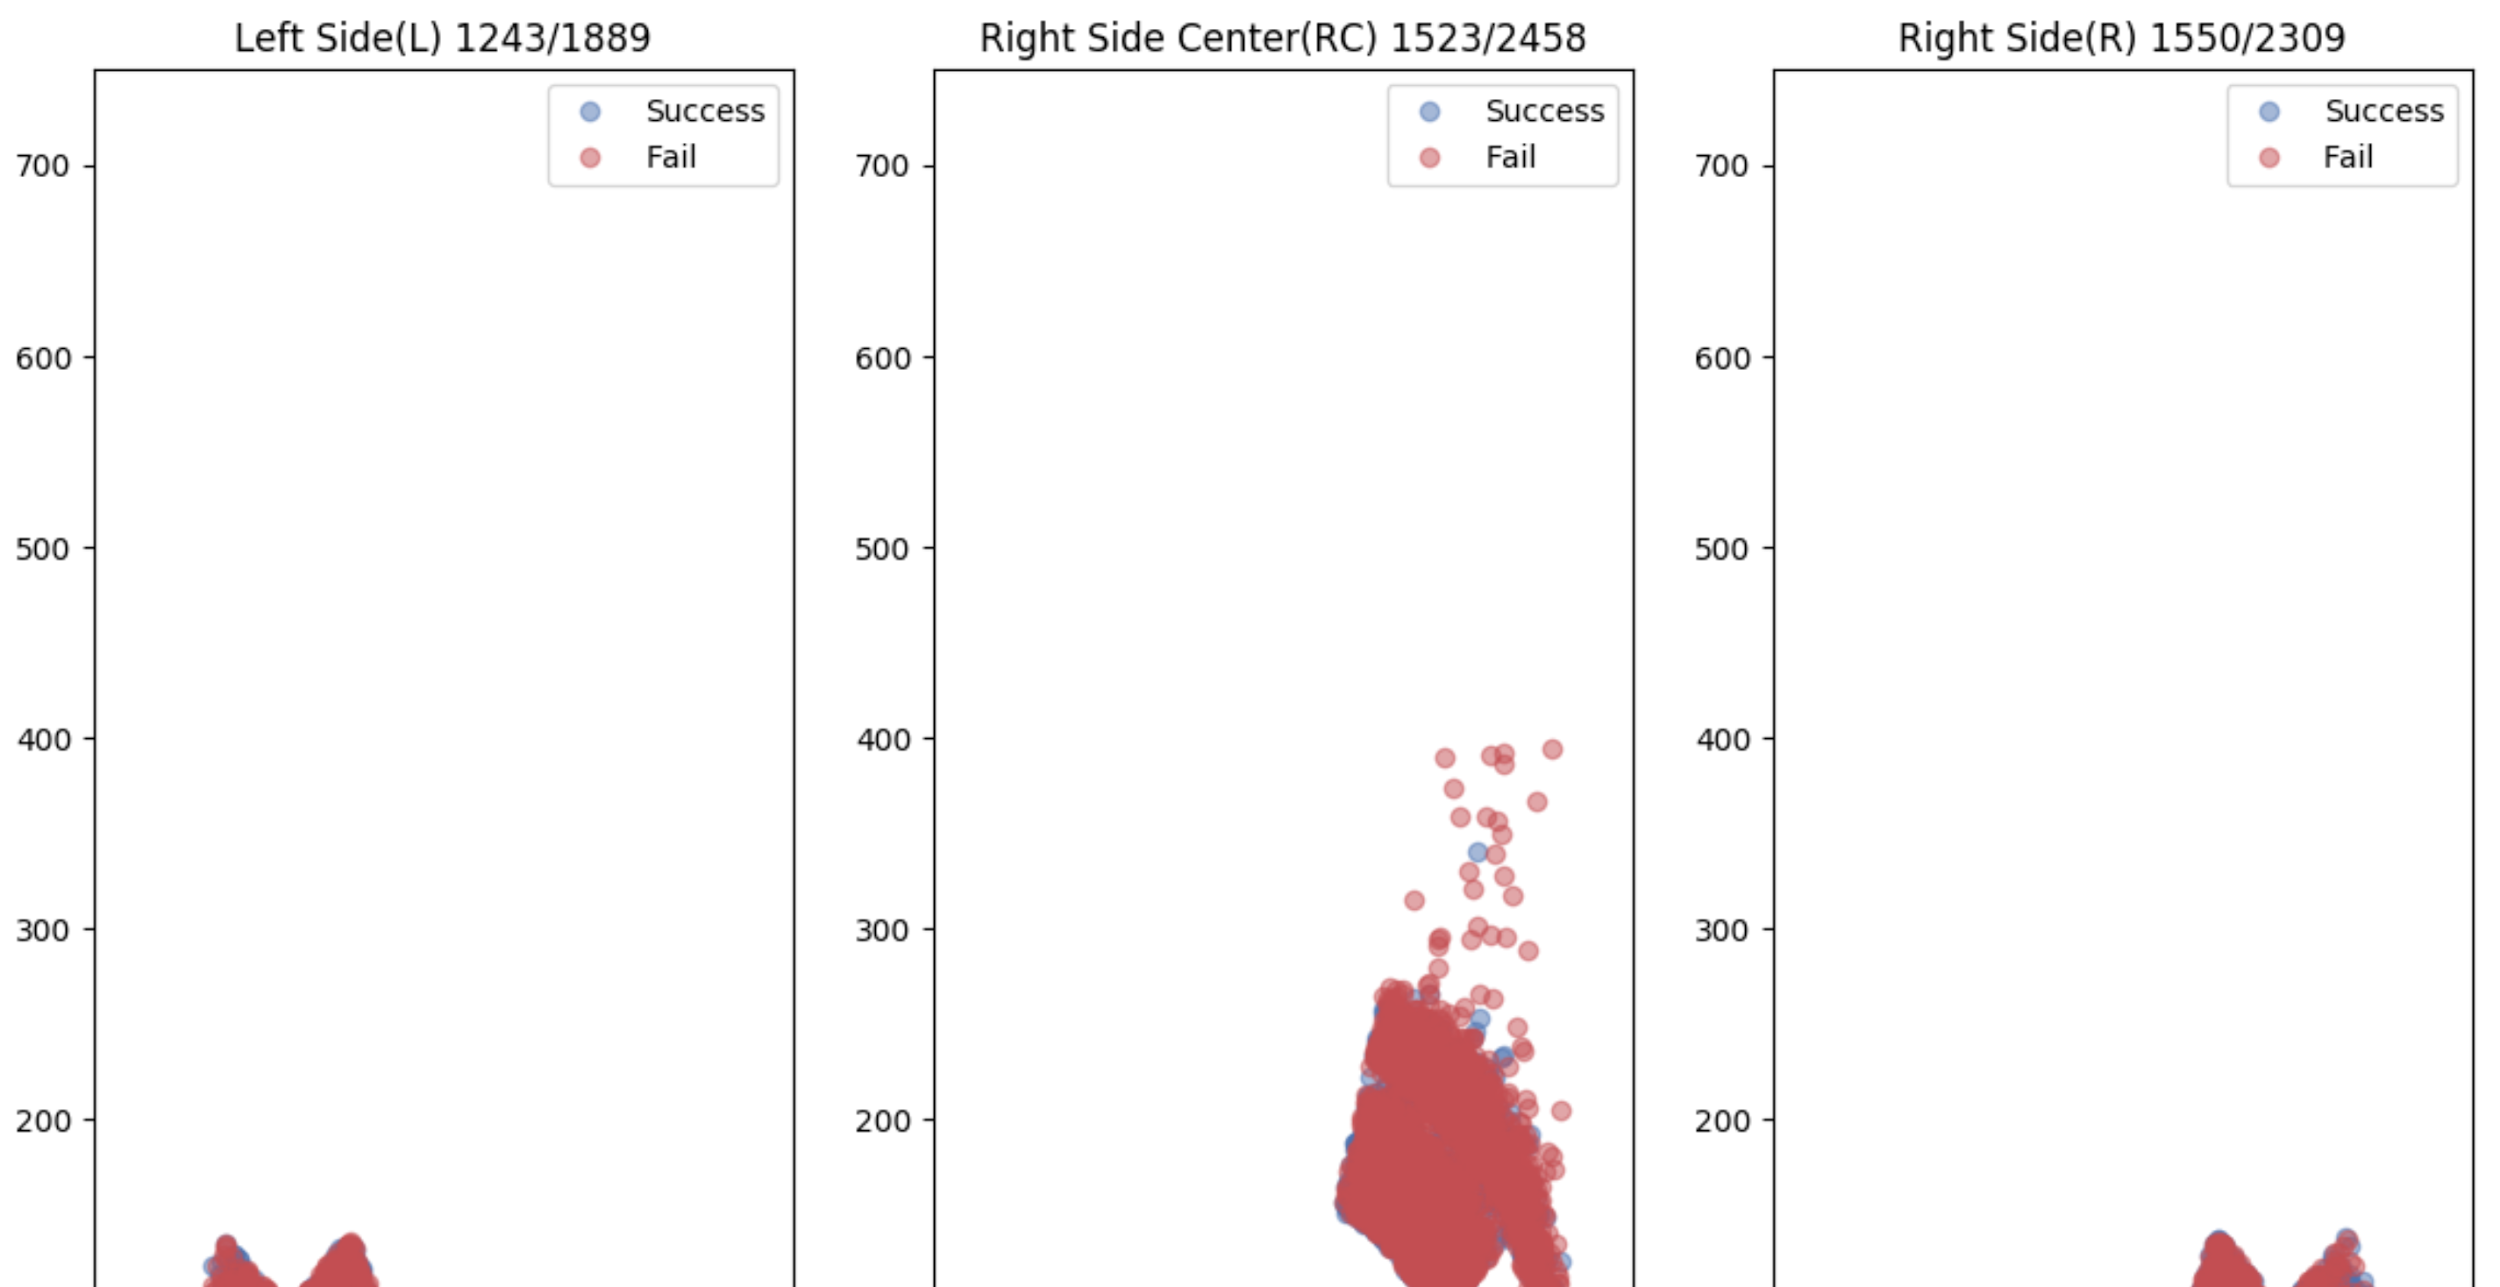 Left Side(L) 1243/1889
Success
Fail
700
600
500
400
300
200
Right Side Center(RC) 1523/2458
Success
Fail
700
600
500
400
300
200
Right Side(R) 1550/2309
Success
Fail
700
600
500
400
300
200